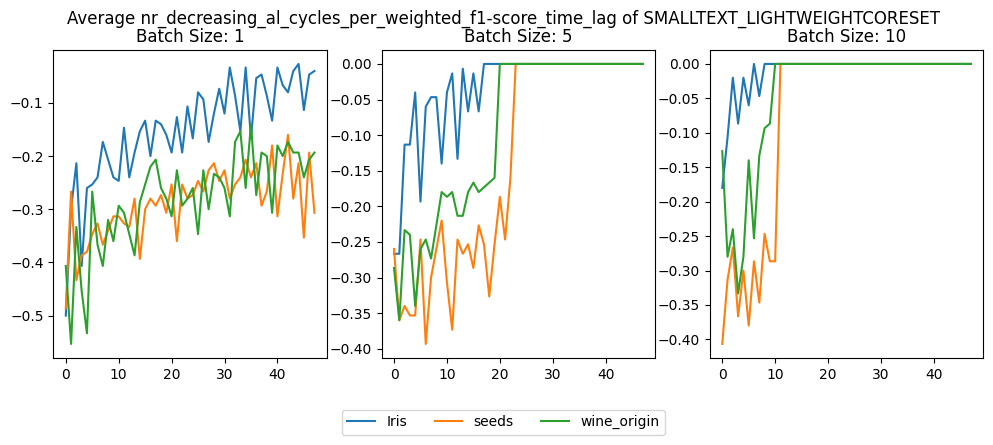 Average nr_decreasing_al_cycles_per_weighted_f1-score_time_lag of SMALLTEXT_LIGHTWEIGHTCORESET
Batch Size: 1
Batch Size: 5
Batch Size: 10
−0.1
−0.2
−0.3
−0.4
−0.5
0 10 20 30 40
0.00
−0.05
−0.10
−0.15
−0.20
−0.25
−0.30
−0.35
−0.40
0 10 20 30 40
0.00
−0.05
−0.10
−0.15
−0.20
−0.25
−0.30
−0.35
−0.40
0 10 20 30 40
Iris seeds wine_origin